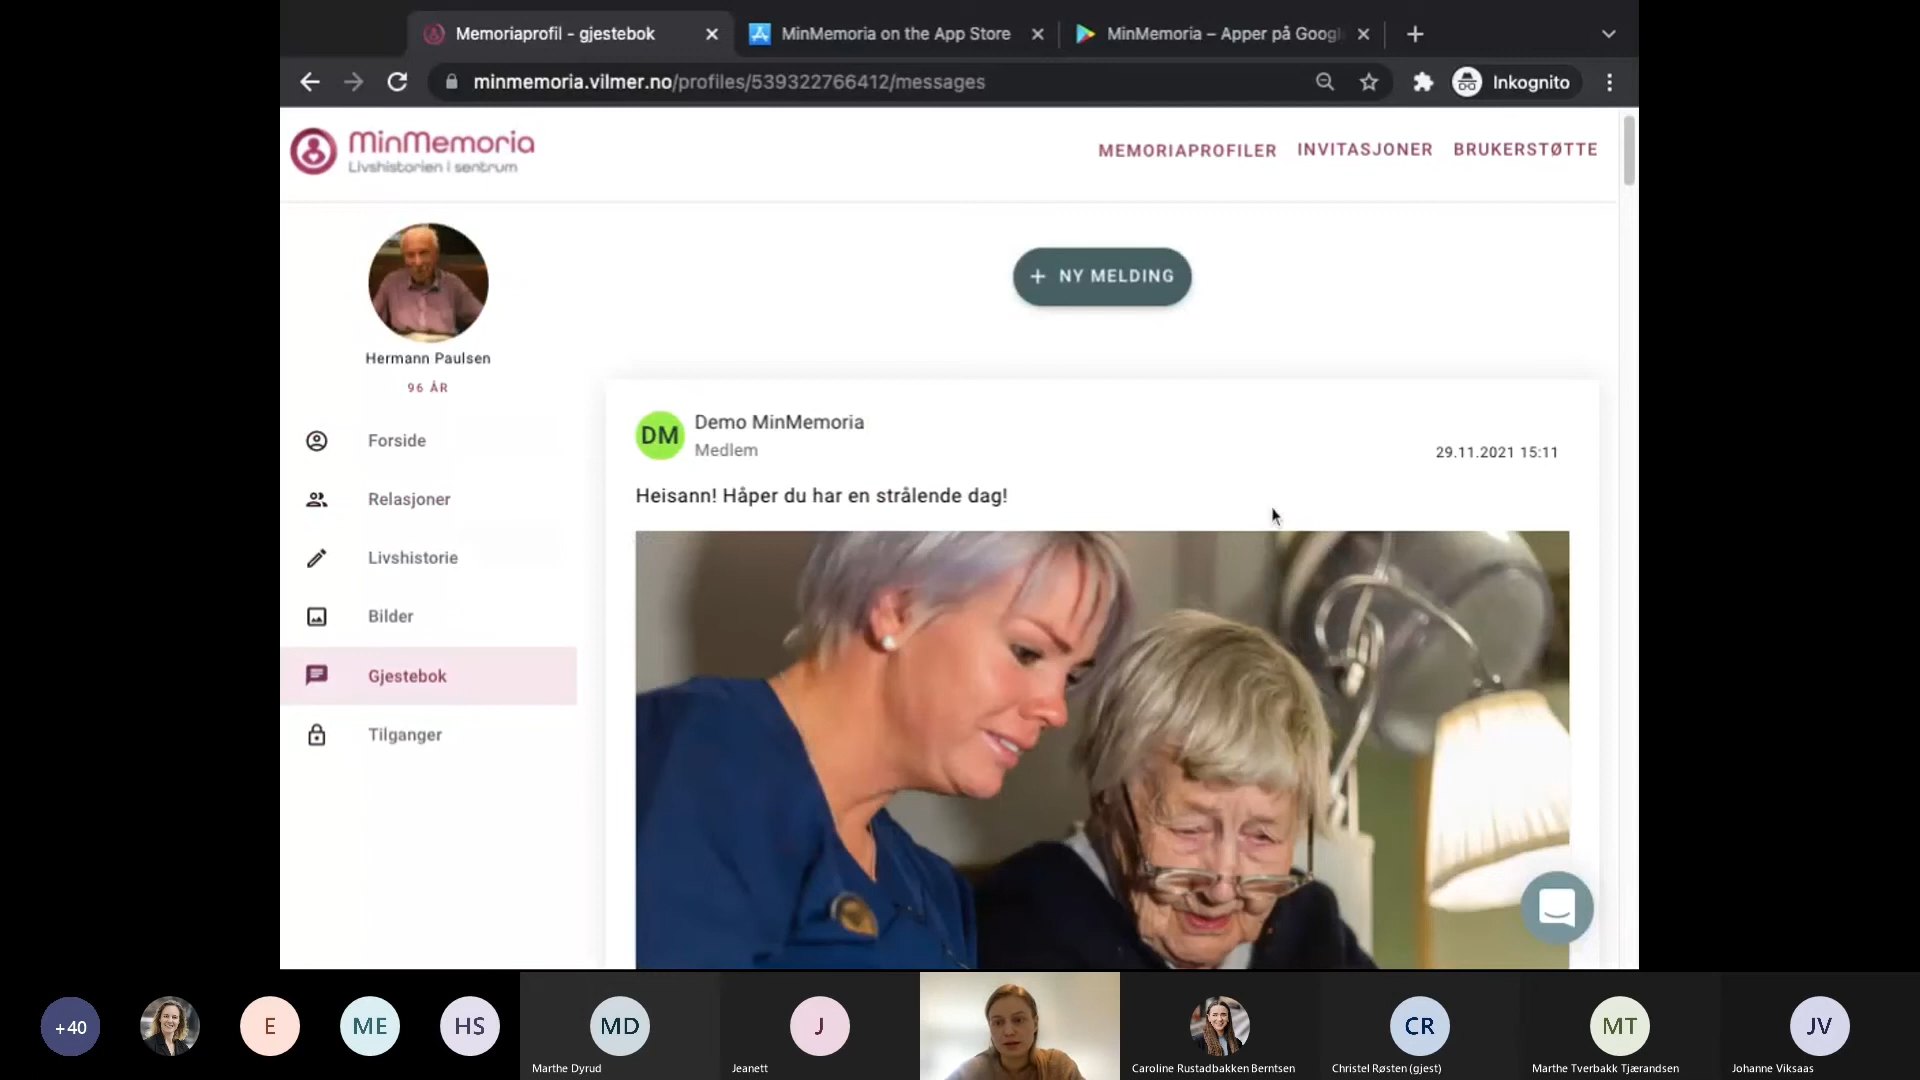 Memoriaprofil - gjestebok
MinMemoria on the App Store
MinMemoria – Apper på Googl
minmemoria.vilmer.no/profiles/539322766412/messages
Inkognito
MinMemoria
Livshistorien i sentrum
MEMORIAPROFILER
INVITASJONER
BRUKERSTØTTE
Hermann Paulsen
96 ÅR
Forside
Relasjoner
Livshistorie
Bilder
Gjestebok
Tilganger
+ NY MELDING
DM
Demo MinMemoria
Medlem
29.11.2021 15:11
Heisann! Håper du har en strålende dag!
+40
E
ME
HS
MD
Marthe Dyrud
J
Jeanett
Caroline Rustadbakken Berntsen
CR
Christel Røsten (gjest)
MT
Marthe Tverbakk Tjærandsen
JV
Johanne Viksaas